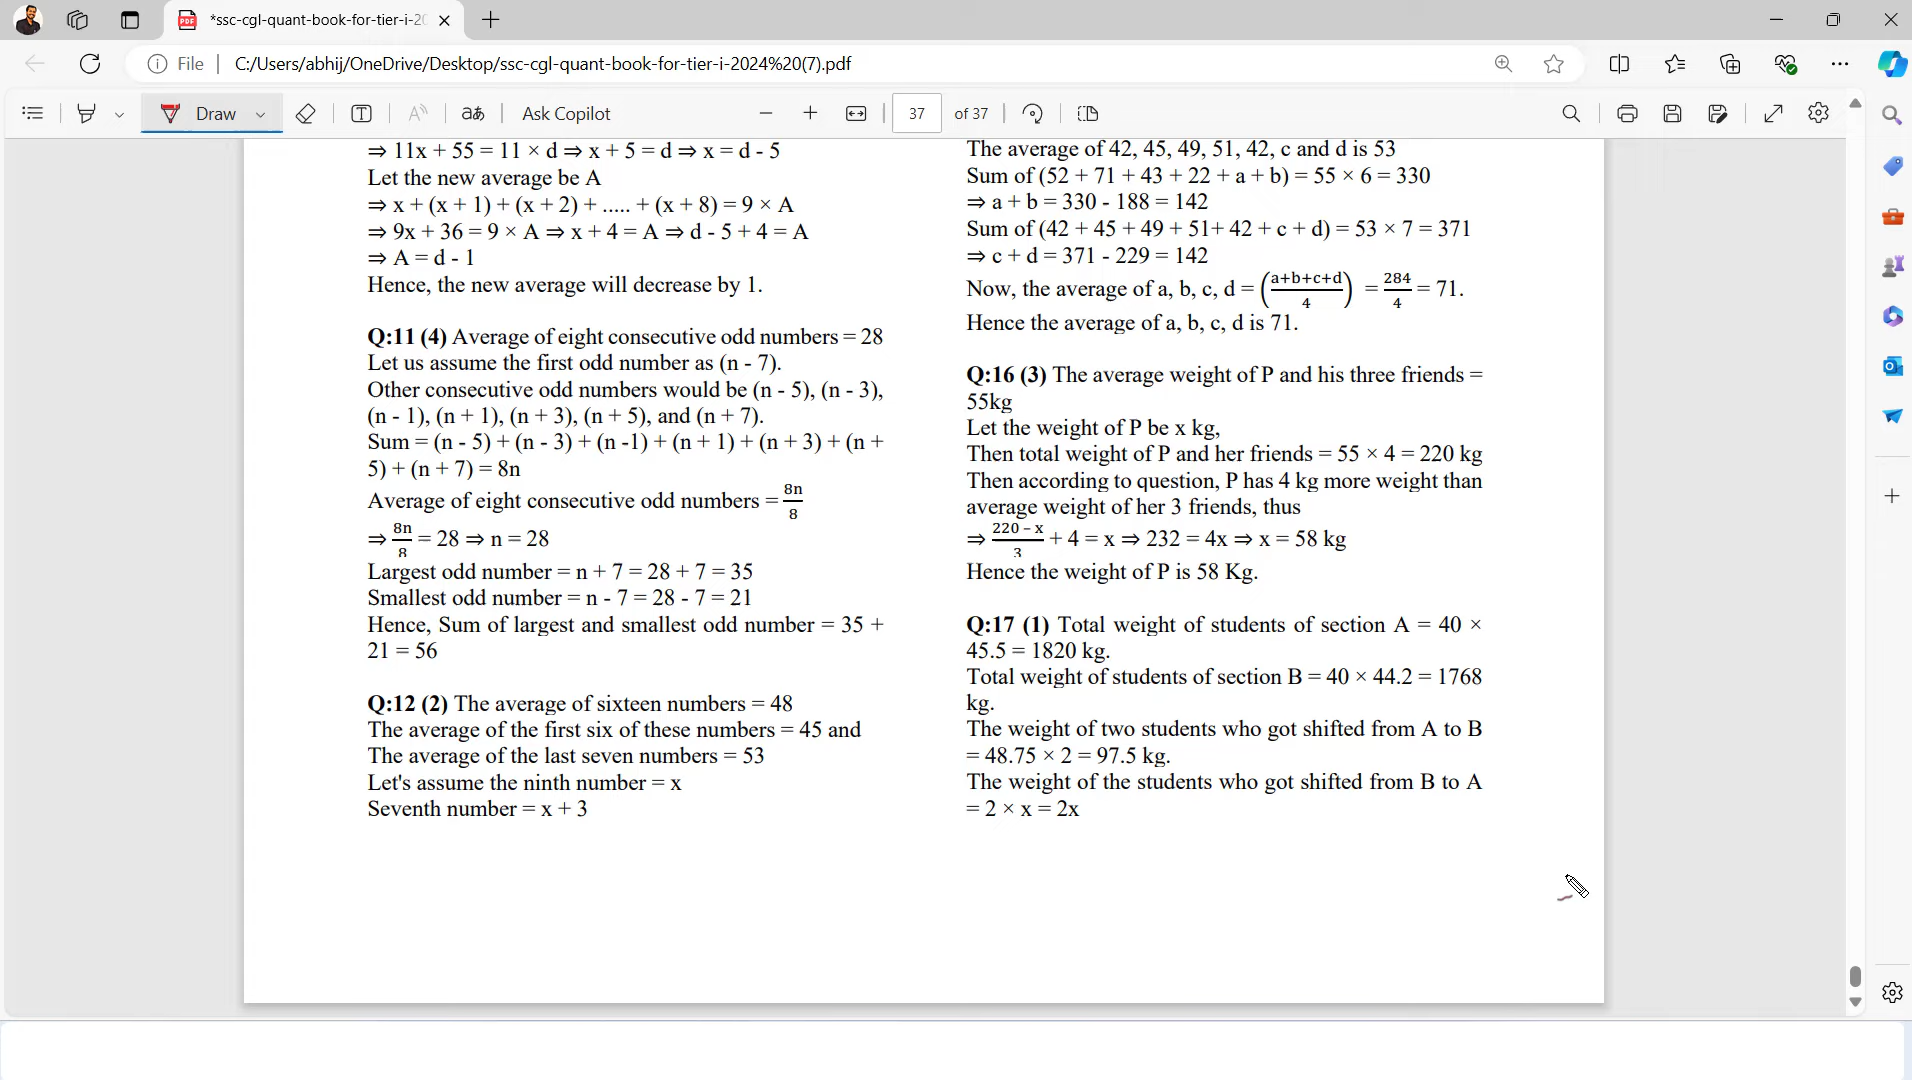 *ssc-cgl-quant-book-for-tier-i-20
File
C:/Users/abhij/OneDrive/Desktop/ssc-cgl-quant-book-for-tier-i-2024%20(7).pdf
Draw
T
aあ
Ask Copilot
37
of 37
⇒ 11x + 55 = 11 × d ⇒ x + 5 = d ⇒ x = d - 5
Let the new average be A
⇒ x + (x + 1) + (x + 2) + ..... + (x + 8) = 9 × A
⇒ 9x + 36 = 9 × A ⇒ x + 4 = A ⇒ d - 5 + 4 = A
⇒ A = d - 1
Hence, the new average will decrease by 1.
Q:11 (4) Average of eight consecutive odd numbers = 28
Let us assume the first odd number as (n - 7).
Other consecutive odd numbers would be (n - 5), (n - 3),
(n - 1), (n + 1), (n + 3), (n + 5), and (n + 7).
Sum = (n - 5) + (n - 3) + (n -1) + (n + 1) + (n + 3) + (n +
5) + (n + 7) = 8n
Average of eight consecutive odd numbers = 8n/8
⇒ 8n/8 = 28 ⇒ n = 28
Largest odd number = n + 7 = 28 + 7 = 35
Smallest odd number = n - 7 = 28 - 7 = 21
Hence, Sum of largest and smallest odd number = 35 +
21 = 56
Q:12 (2) The average of sixteen numbers = 48
The average of the first six of these numbers = 45 and
The average of the last seven numbers = 53
Let's assume the ninth number = x
Seventh number = x + 3
The average of 42, 45, 49, 51, 42, c and d is 53
Sum of (52 + 71 + 43 + 22 + a + b) = 55 × 6 = 330
⇒ a + b = 330 - 188 = 142
Sum of (42 + 45 + 49 + 51+ 42 + c + d) = 53 × 7 = 371
⇒ c + d = 371 - 229 = 142
Now, the average of a, b, c, d = (a+b+c+d/4) = 284/4 = 71.
Hence the average of a, b, c, d is 71.
Q:16 (3) The average weight of P and his three friends =
55kg
Let the weight of P be x kg,
Then total weight of P and her friends = 55 × 4 = 220 kg
Then according to question, P has 4 kg more weight than
average weight of her 3 friends, thus
⇒ 220 − x/3 + 4 = x ⇒ 232 = 4x ⇒ x = 58 kg
Hence the weight of P is 58 Kg.
Q:17 (1) Total weight of students of section A = 40 ×
45.5 = 1820 kg.
Total weight of students of section B = 40 × 44.2 = 1768
kg.
The weight of two students who got shifted from A to B
= 48.75 × 2 = 97.5 kg.
The weight of the students who got shifted from B to A
= 2 × x = 2x